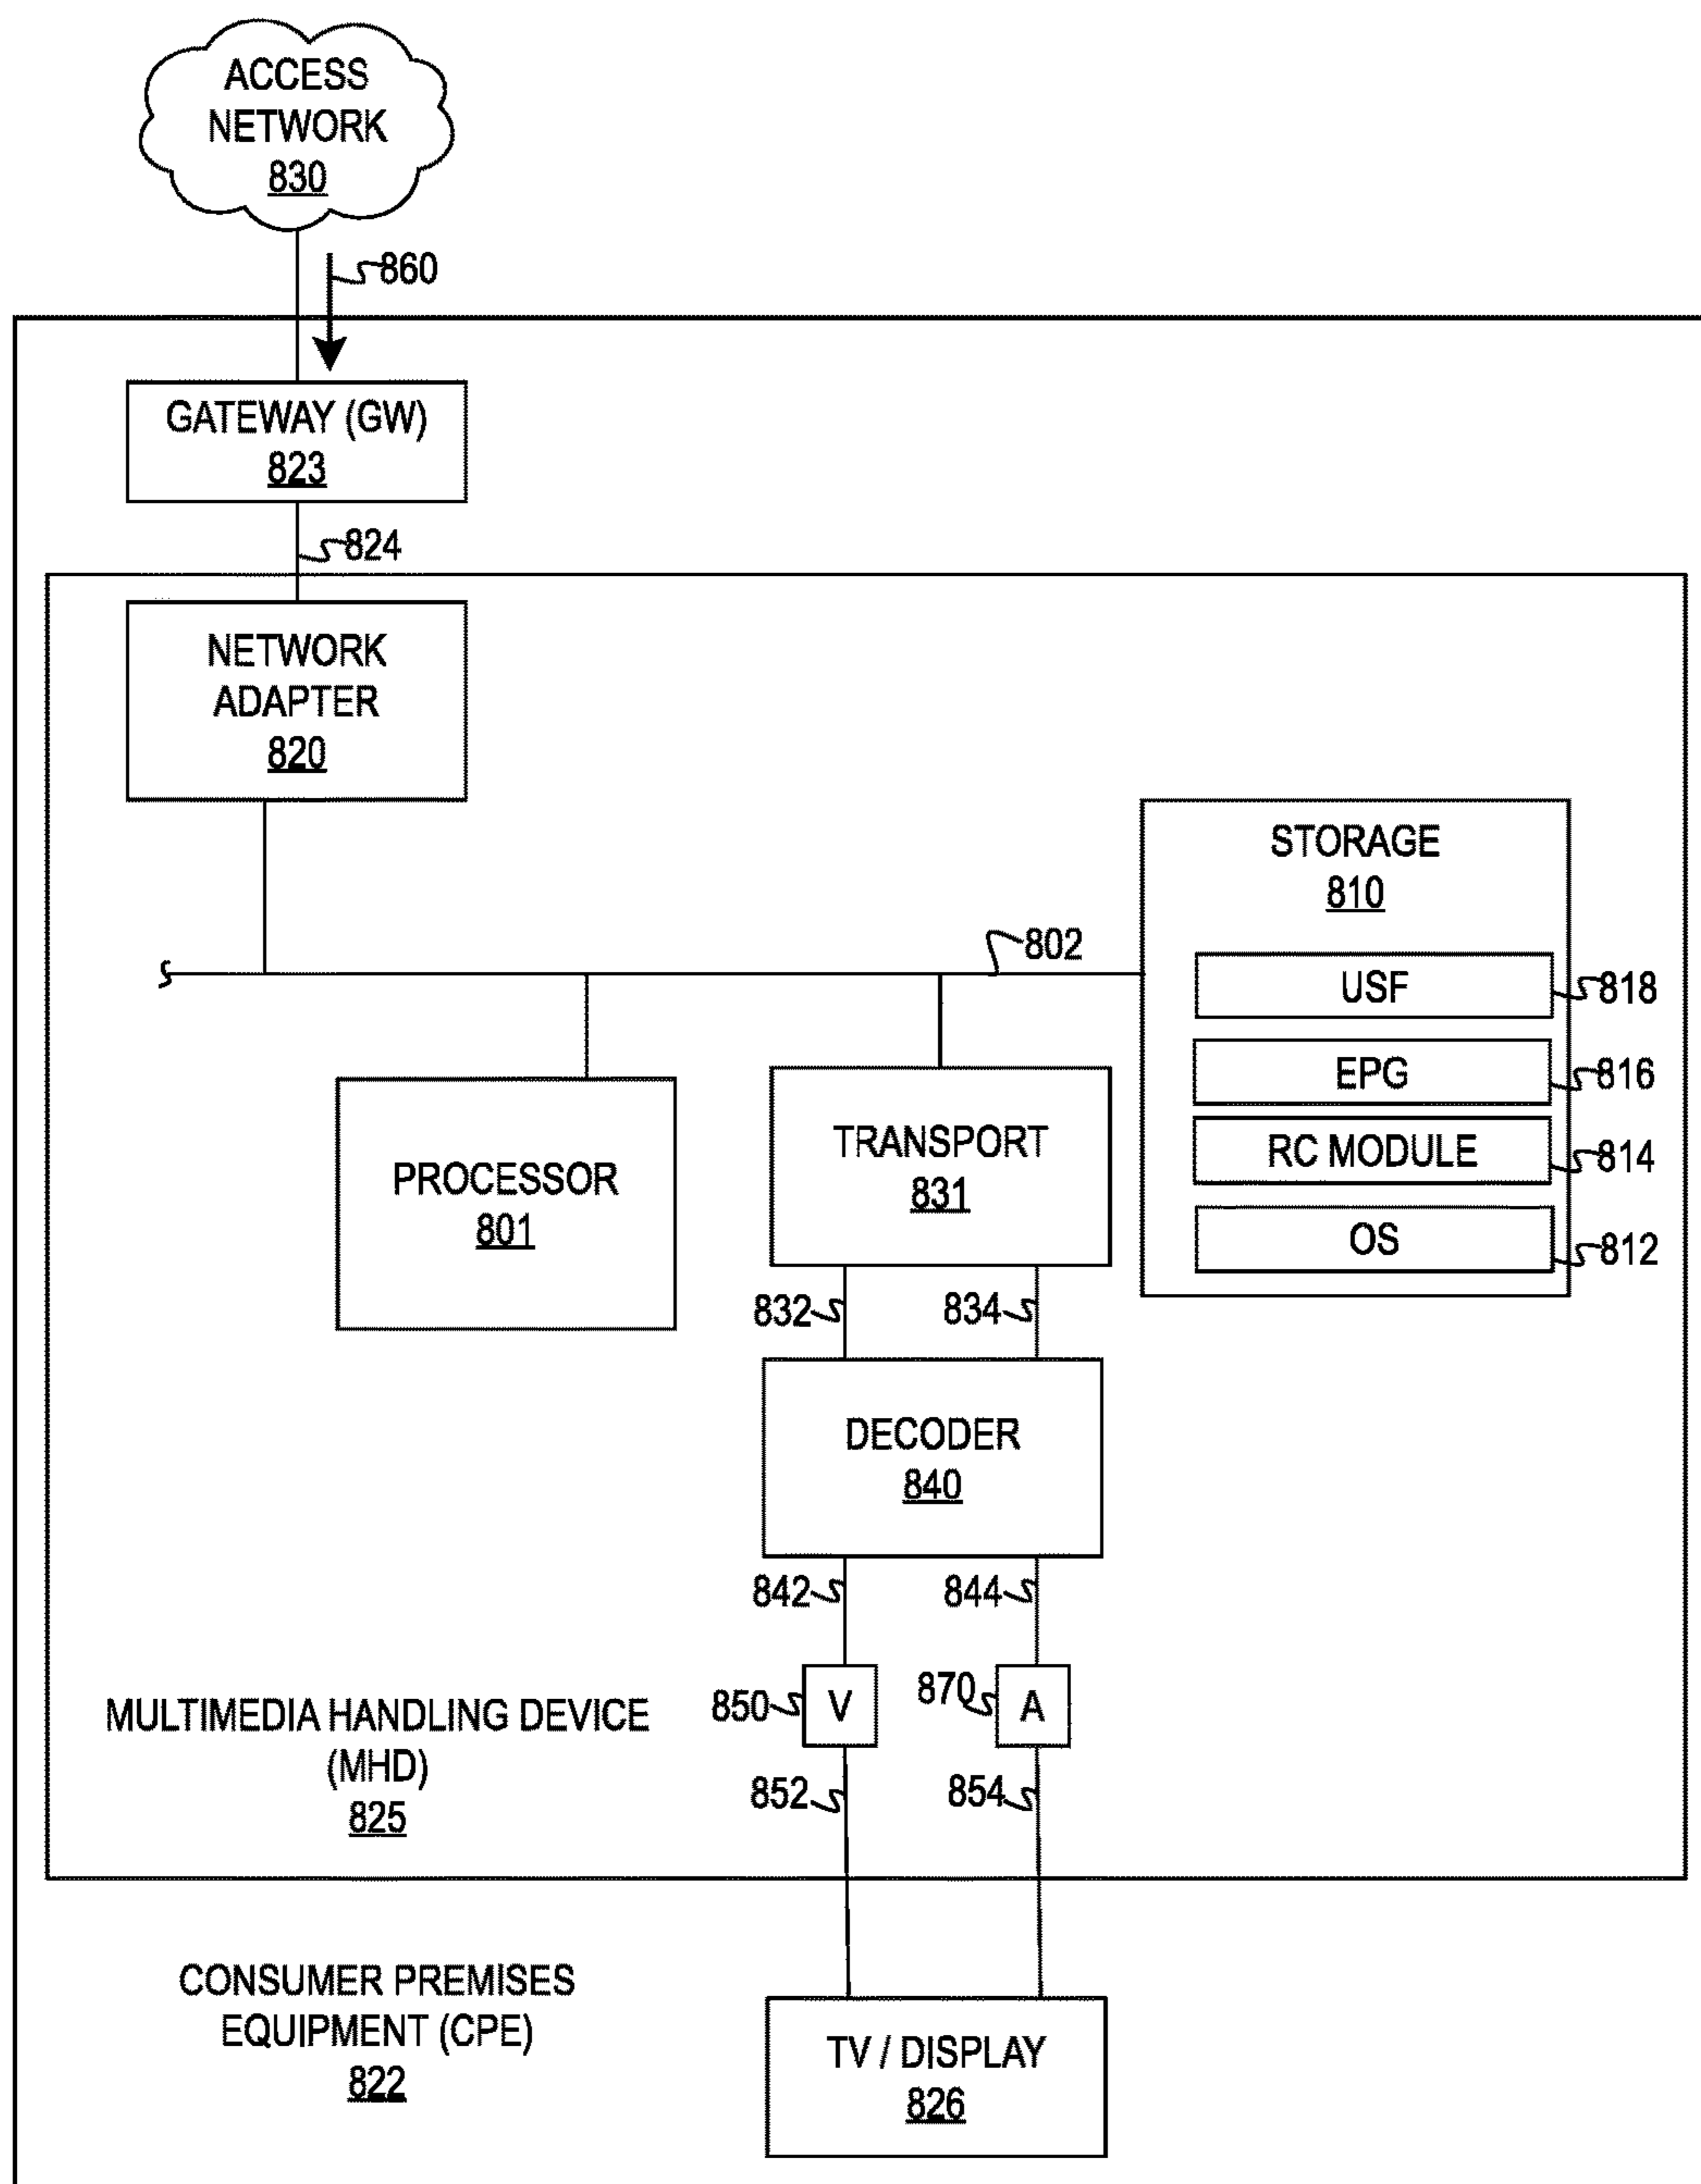 ACCESS
NETWORK
830
860
GATEWAY (GW)
823
824
NETWORK
ADAPTER
820
STORAGE
810
802
USF
818
EPG
816
RC MODULE
814
OS
812
PROCESSOR
801
TRANSPORT
831
832
834
DECODER
840
842
844
850
V
870
A
852
854
MULTIMEDIA HANDLING DEVICE
(MHD)
825
CONSUMER PREMISES
EQUIPMENT (CPE)
822
TV / DISPLAY
826